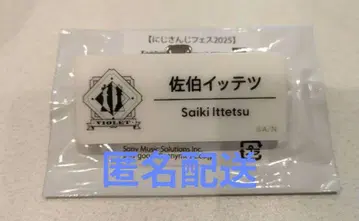 【にじさんじフェス2025】
佐伯イッテツ
Saiki Ittetsu
VIOLET
©A/N
Sony Music Solutions Inc.
匿名配送